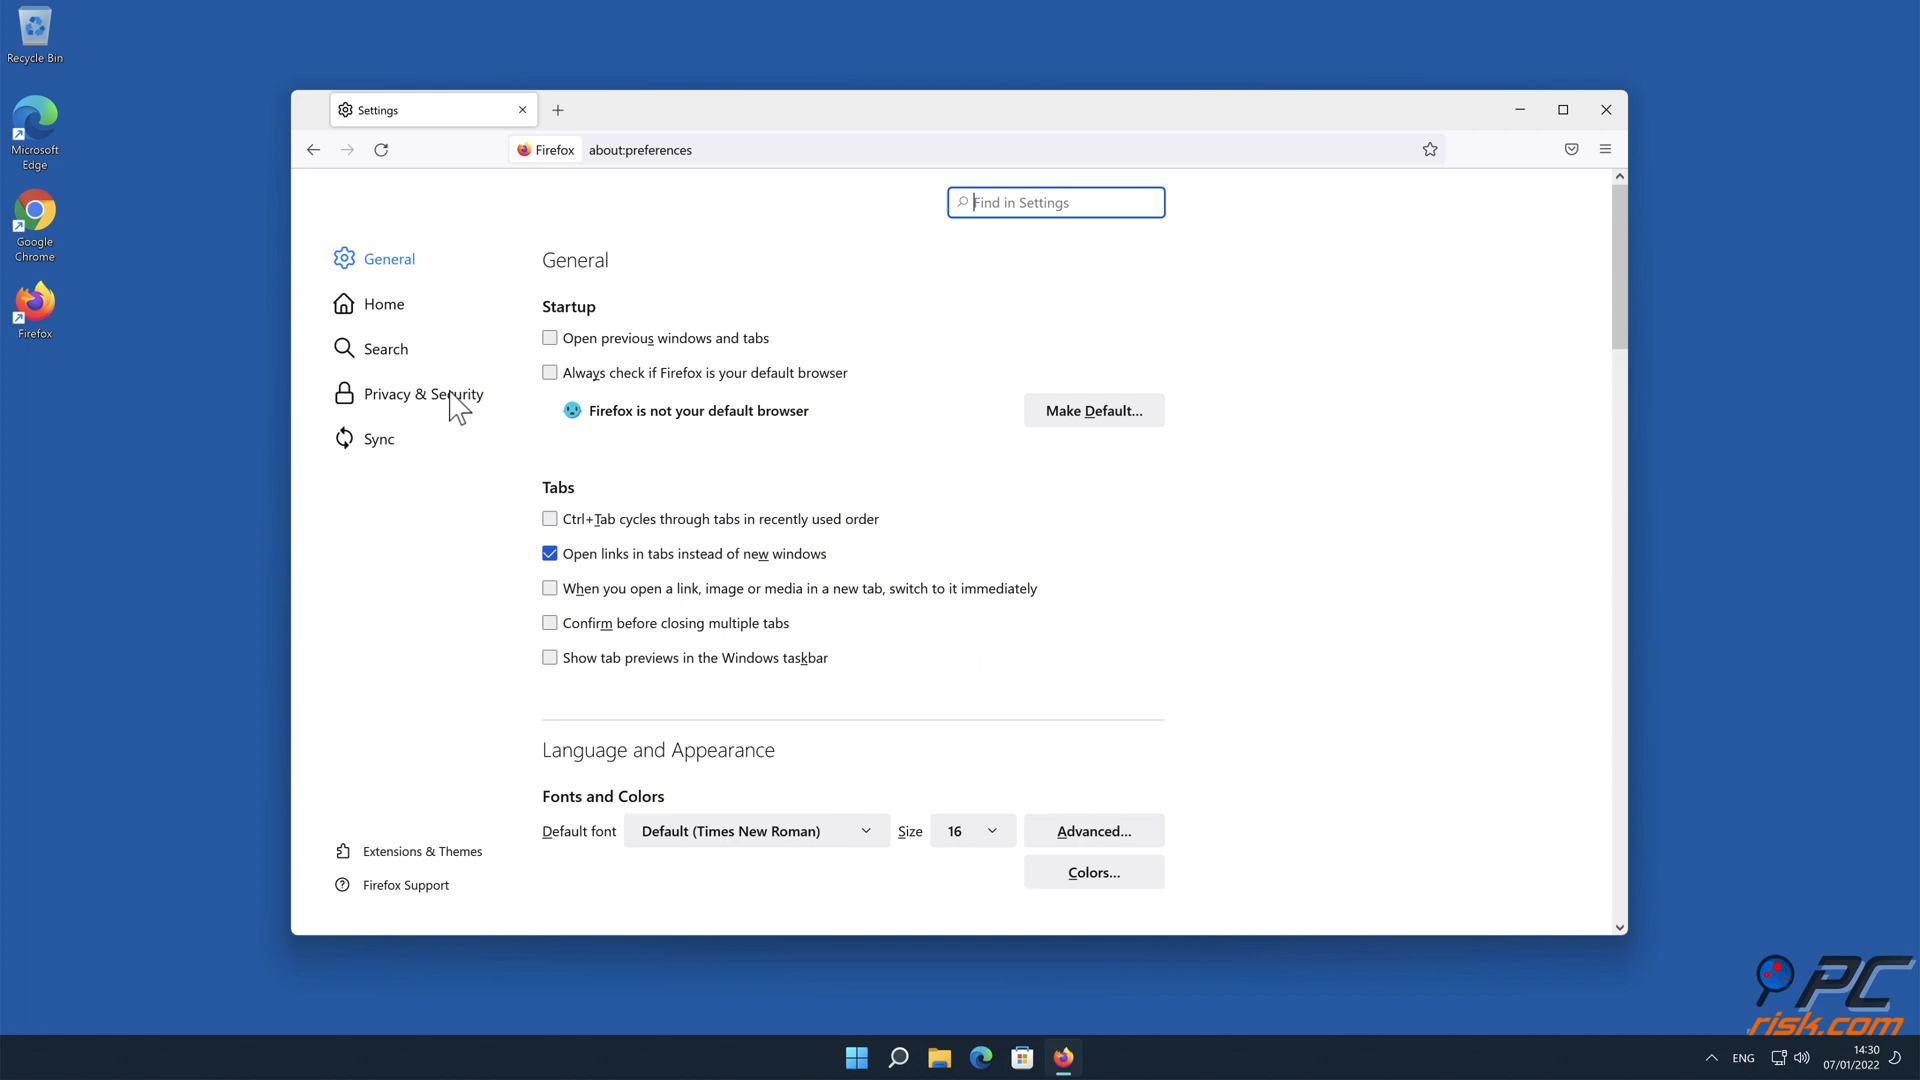 Recycle Bin
Microsoft
Edge
Google
Chrome
Firefox
Settings
Firefox
about:preferences
Find in Settings
General
Home
Search
Privacy & Security
Sync
Extensions & Themes
Firefox Support
General
Startup
Open previous windows and tabs
Always check if Firefox is your default browser
Firefox is not your default browser
Make Default...
Tabs
Ctrl+Tab cycles through tabs in recently used order
Open links in tabs instead of new windows
When you open a link, image or media in a new tab, switch to it immediately
Confirm before closing multiple tabs
Show tab previews in the Windows taskbar
Language and Appearance
Fonts and Colors
Default font Default (Times New Roman) Size 16 Advanced...
Colors...
PC
risk.com
ENG
14:30
07/01/2022